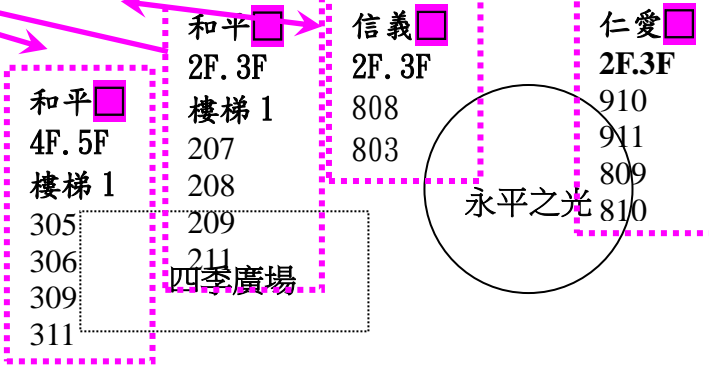 和平
4F.5F
樓梯1
305
306
309
311
和平
2F.3F
樓梯1
207
208
209
211
四季廣場
信義
2F.3F
808
803
永平之光
仁愛
2F.3F
910
911
809
810